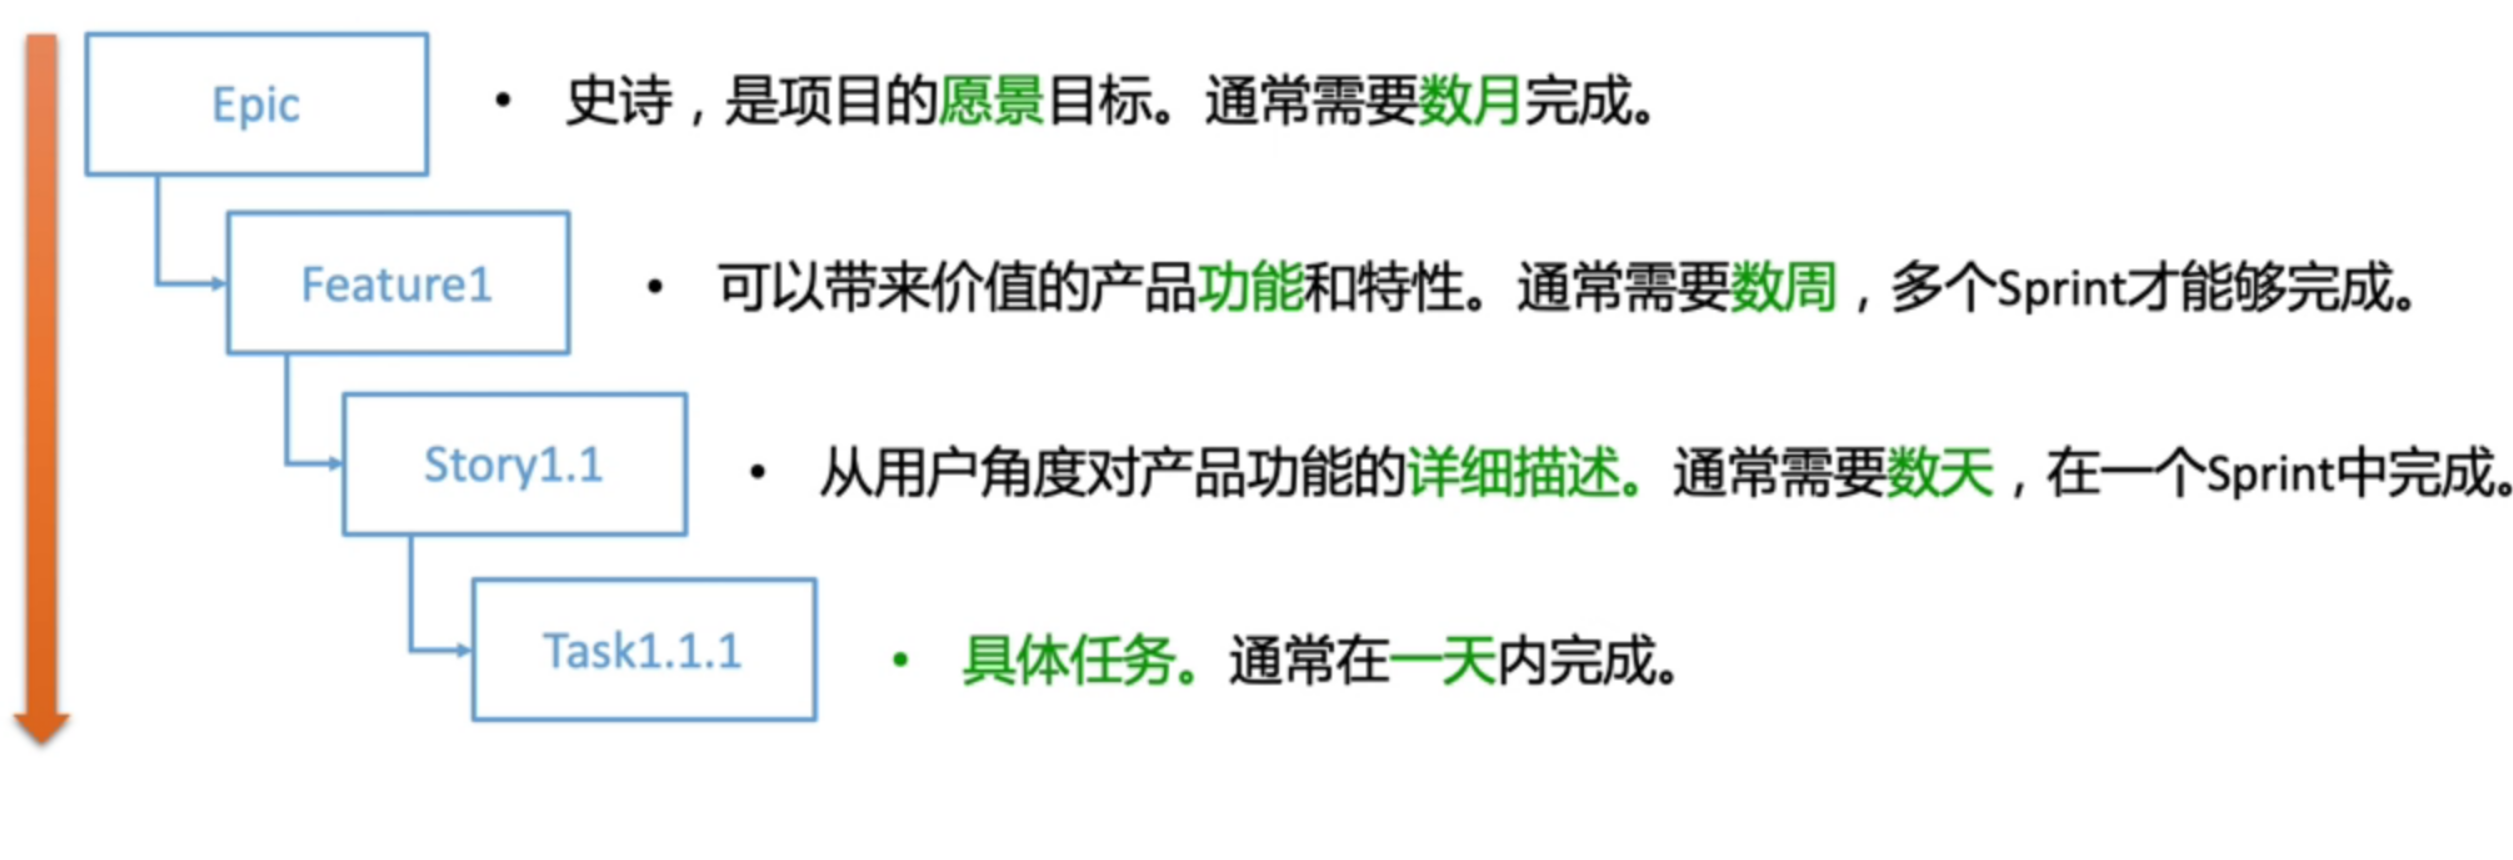 Epic
• 史诗，是项目的愿景目标。通常需要数月完成。
Feature1
• 可以带来价值的产品功能和特性。通常需要数周，多个Sprint才能够完成。
Story1.1
• 从用户角度对产品功能的详细描述。通常需要数天，在一个Sprint中完成。
Task1.1.1
• 具体任务。通常在一天内完成。